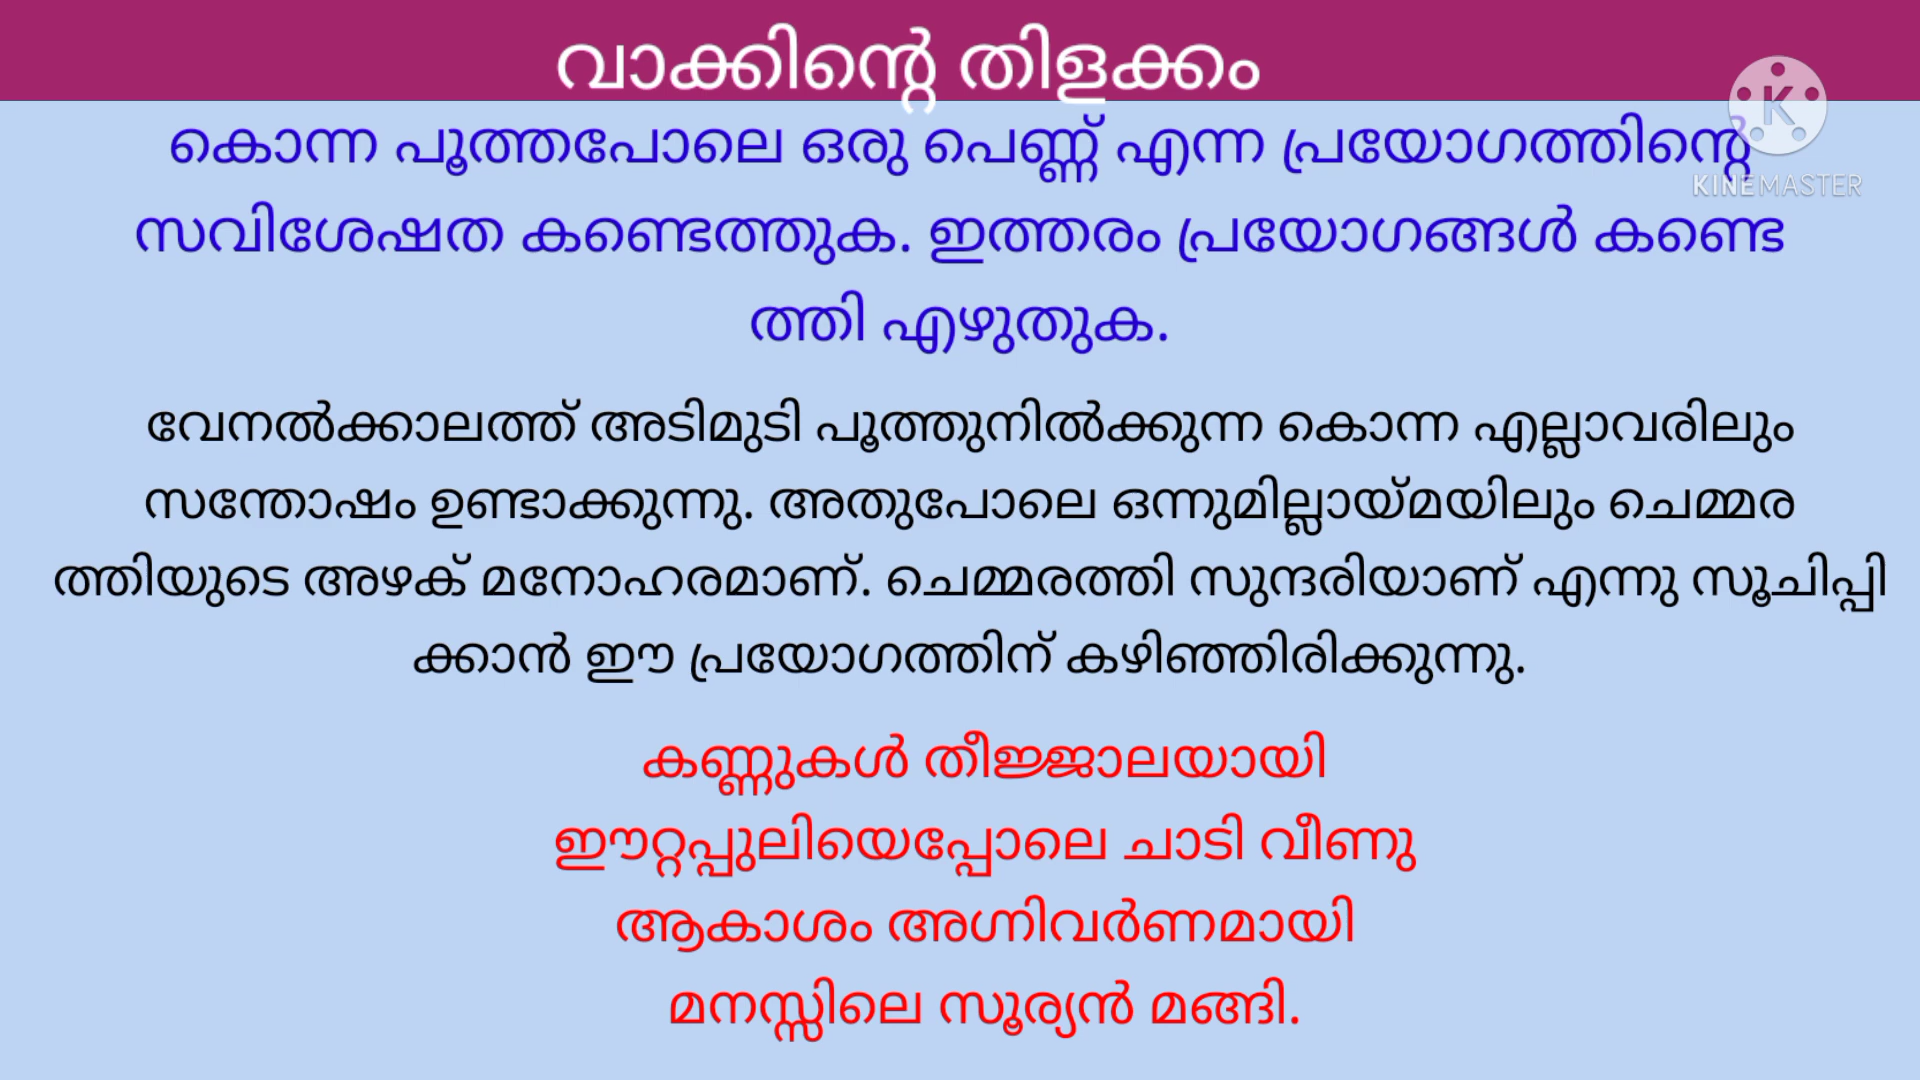 വാക്കിന്റെ തിളക്കം
കൊന്ന പൂത്തപോലെ ഒരു പെണ്ണ് എന്ന പ്രയോഗത്തിന്റെ
K
KINEMASTER
സവിശേഷത കണ്ടെത്തുക. ഇത്തരം പ്രയോഗങ്ങൾ കണ്ടെ
ത്തി എഴുതുക.
വേനൽക്കാലത്ത് അടിമുടി പൂത്തുനിൽക്കുന്ന കൊന്ന എല്ലാവരിലും
സന്തോഷം ഉണ്ടാക്കുന്നു. അതുപോലെ ഒന്നുമില്ലായ്മയിലും ചെമ്മര
ത്തിയുടെ അഴക് മനോഹരമാണ്. ചെമ്മരത്തി സുന്ദരിയാണ് എന്നു സൂചിപ്പി
ക്കാൻ ഈ പ്രയോഗത്തിന് കഴിഞ്ഞിരിക്കുന്നു.
കണ്ണുകൾ തീജ്ജാലയായി
ഈറ്റപ്പുലിയെപ്പോലെ ചാടി വീണു
ആകാശം അഗ്നിവർണമായി
മനസ്സിലെ സൂര്യൻ മങ്ങി.